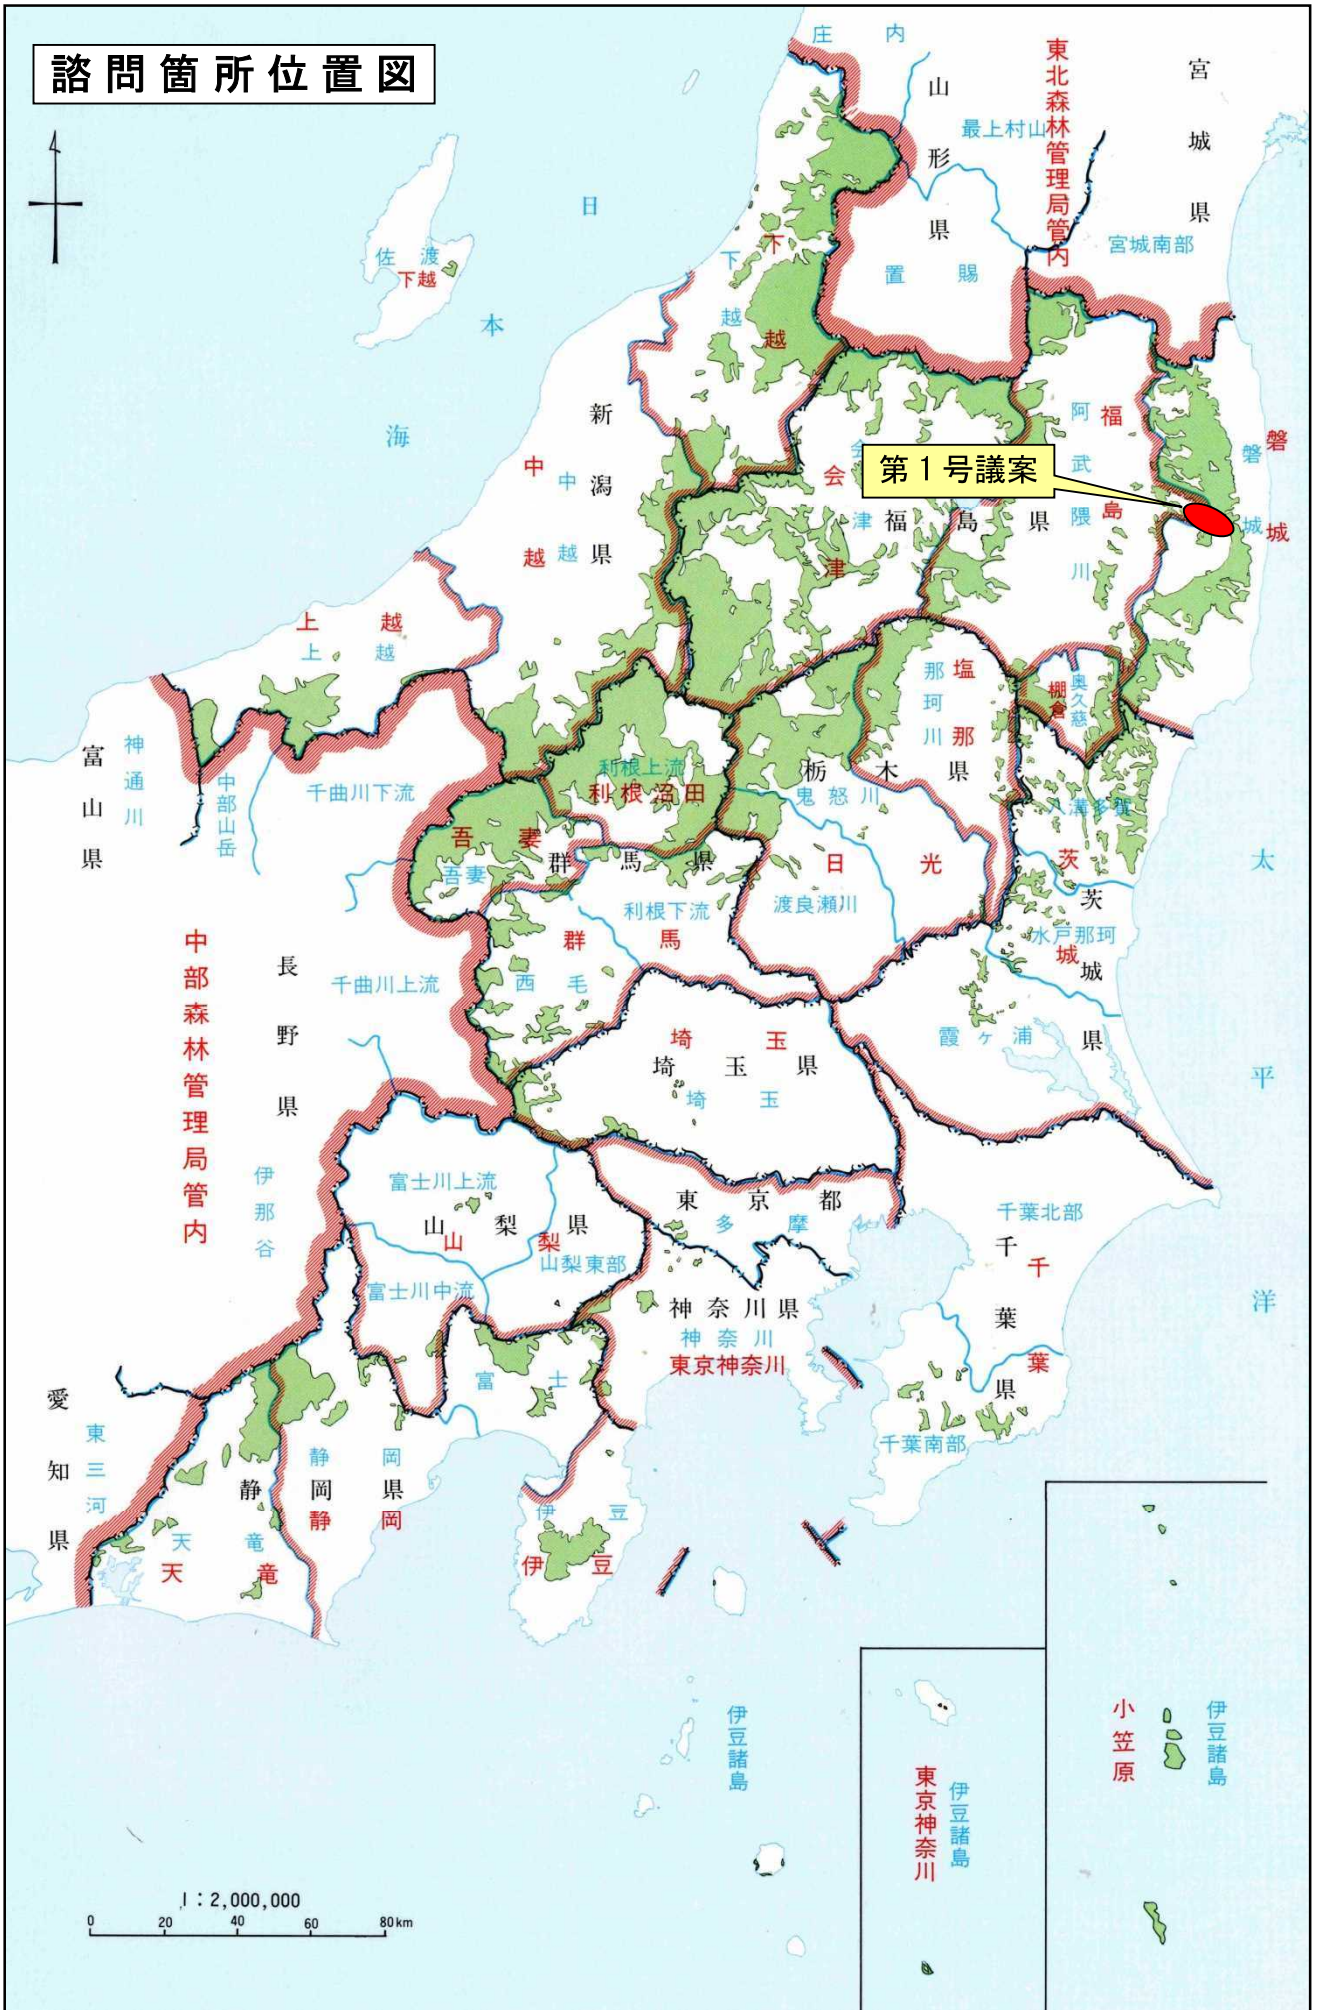 諮問箇所位置図
庄内
山形県
最上村山
東北森林管理局管内
宮城県
宮城南部
置賜
佐渡
下越
日本海
下越
下越
新潟県
中越
中越
阿武隈川
福島
磐城
磐城
第1号議案
会津
会津
福島県
上越
上越
那珂川
塩那
棚倉
奥久慈
富山県
神通川
中部山岳
千曲川下流
利根上流
利根沼田
栃木県
鬼怒川
八溝多賀
吾妻
吾妻
群馬県
日光
渡良瀬川
茨城
茨城県
水戸那珂
利根下流
群馬
西毛
中部森林管理局管内
長野県
千曲川上流
霞ヶ浦
太平洋
埼玉
埼玉県
埼玉
伊那谷
富士川上流
山梨県
山梨
山梨東部
富士川中流
東京都
多摩
千葉北部
千葉県
千葉
千葉南部
神奈川県
神奈川
東京神奈川
富士
愛知県
東三河
静岡
静岡県
静岡
天竜
天竜
伊豆
伊豆
伊豆諸島
東京神奈川
伊豆諸島
小笠原
伊豆諸島
1:2,000,000
0 20 40 60 80km